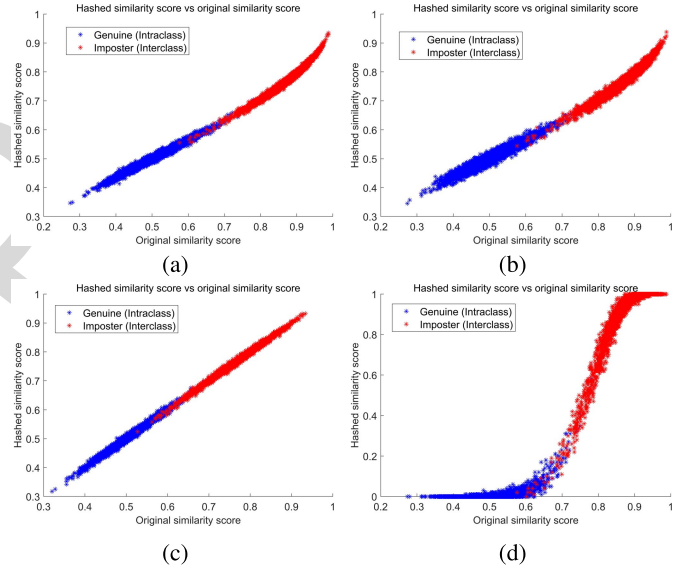 Hashed similarity score vs original similarity score
Hashed similarity score vs original similarity score
1
0.9
0.8
0.7
0.6
0.5
0.4
0.3
Hashed similarity score
Genuine (Intraclass)
Imposter (Interclass)
0.2 0.3 0.4 0.5 0.6 0.7 0.8 0.9 1
Original similarity score
(a)
1
0.9
0.8
0.7
0.6
0.5
0.4
0.3
Hashed similarity score
Genuine (Intraclass)
Imposter (Interclass)
0.2 0.3 0.4 0.5 0.6 0.7 0.8 0.9 1
Original similarity score
(b)
Hashed similarity score vs original similarity score
Hashed similarity score vs original similarity score
1
0.9
0.8
0.7
0.6
0.5
0.4
0.3
Hashed similarity score
Genuine (Intraclass)
Imposter (Interclass)
0.3 0.4 0.5 0.6 0.7 0.8 0.9 1
Original similarity score
(c)
1
0.8
0.6
0.4
0.2
0
Hashed similarity score
Genuine (Intraclass)
Imposter (Interclass)
0.2 0.3 0.4 0.5 0.6 0.7 0.8 0.9 1
Original similarity score
(d)